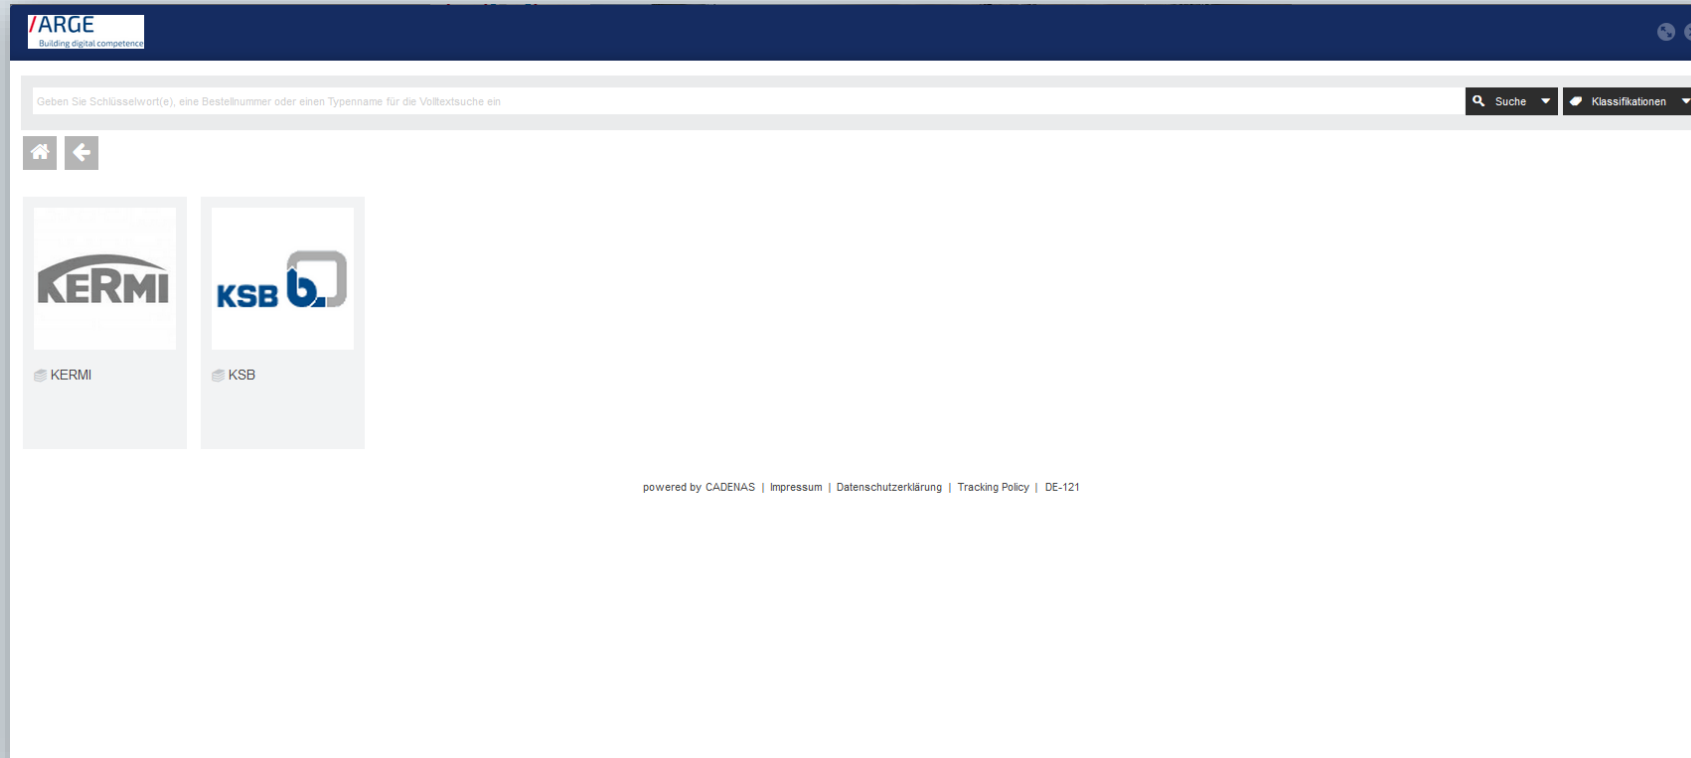 /ARGE
Building digital competence
Geben Sie Schlüsselwort(e), eine Bestellnummer oder einen Typenname für die Volltextsuche ein
Suche
Klassifikationen
KERMI
KSB b.
KERMI
KSB
powered by CADENAS | Impressum | Datenschutzerklärung | Tracking Policy | DE-121